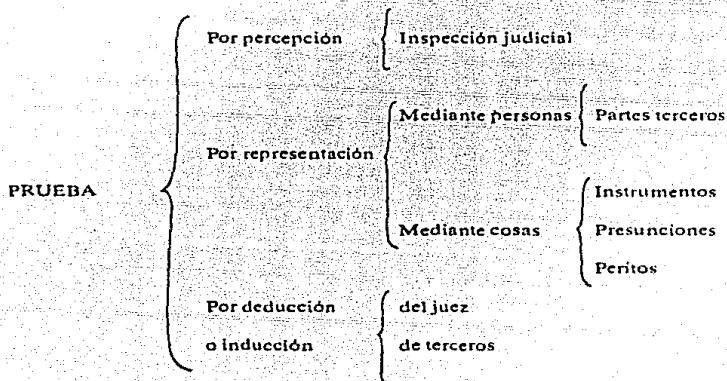 Por percepción
Inspección judicial
Mediante personas
Partes terceros
Por representación
PRUEBA
Mediante cosas
Instrumentos
Presunciones
Peritos
Por deducción
o inducción
del juez
de terceros